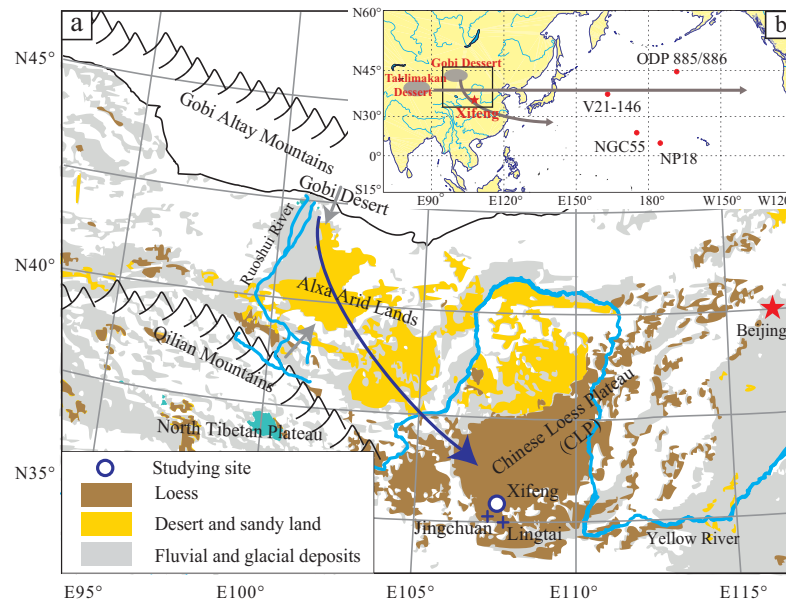 a
N45°
N40°
N35°
E95°
E100°
E105°
E110°
E115°
Gobi Altay Mountains
Gobi Desert
Ruoshui River
Alxa Arid Lands
Qilian Mountains
North Tibetan Plateau
Chinese Loess Plateau
(CLP)
Beijing
Xifeng
Jingchuan
Lingtai
Yellow River
Studying site
Loess
Desert and sandy land
Fluvial and glacial deposits
b
N60°
N45°
N30°
0°
S15°
E90°
E120°
E150°
180°
W150°
W120°
Gobi Dessert
Taklimakan
Dessert
Xifeng
ODP 885/886
V21-146
NGC55
NP18